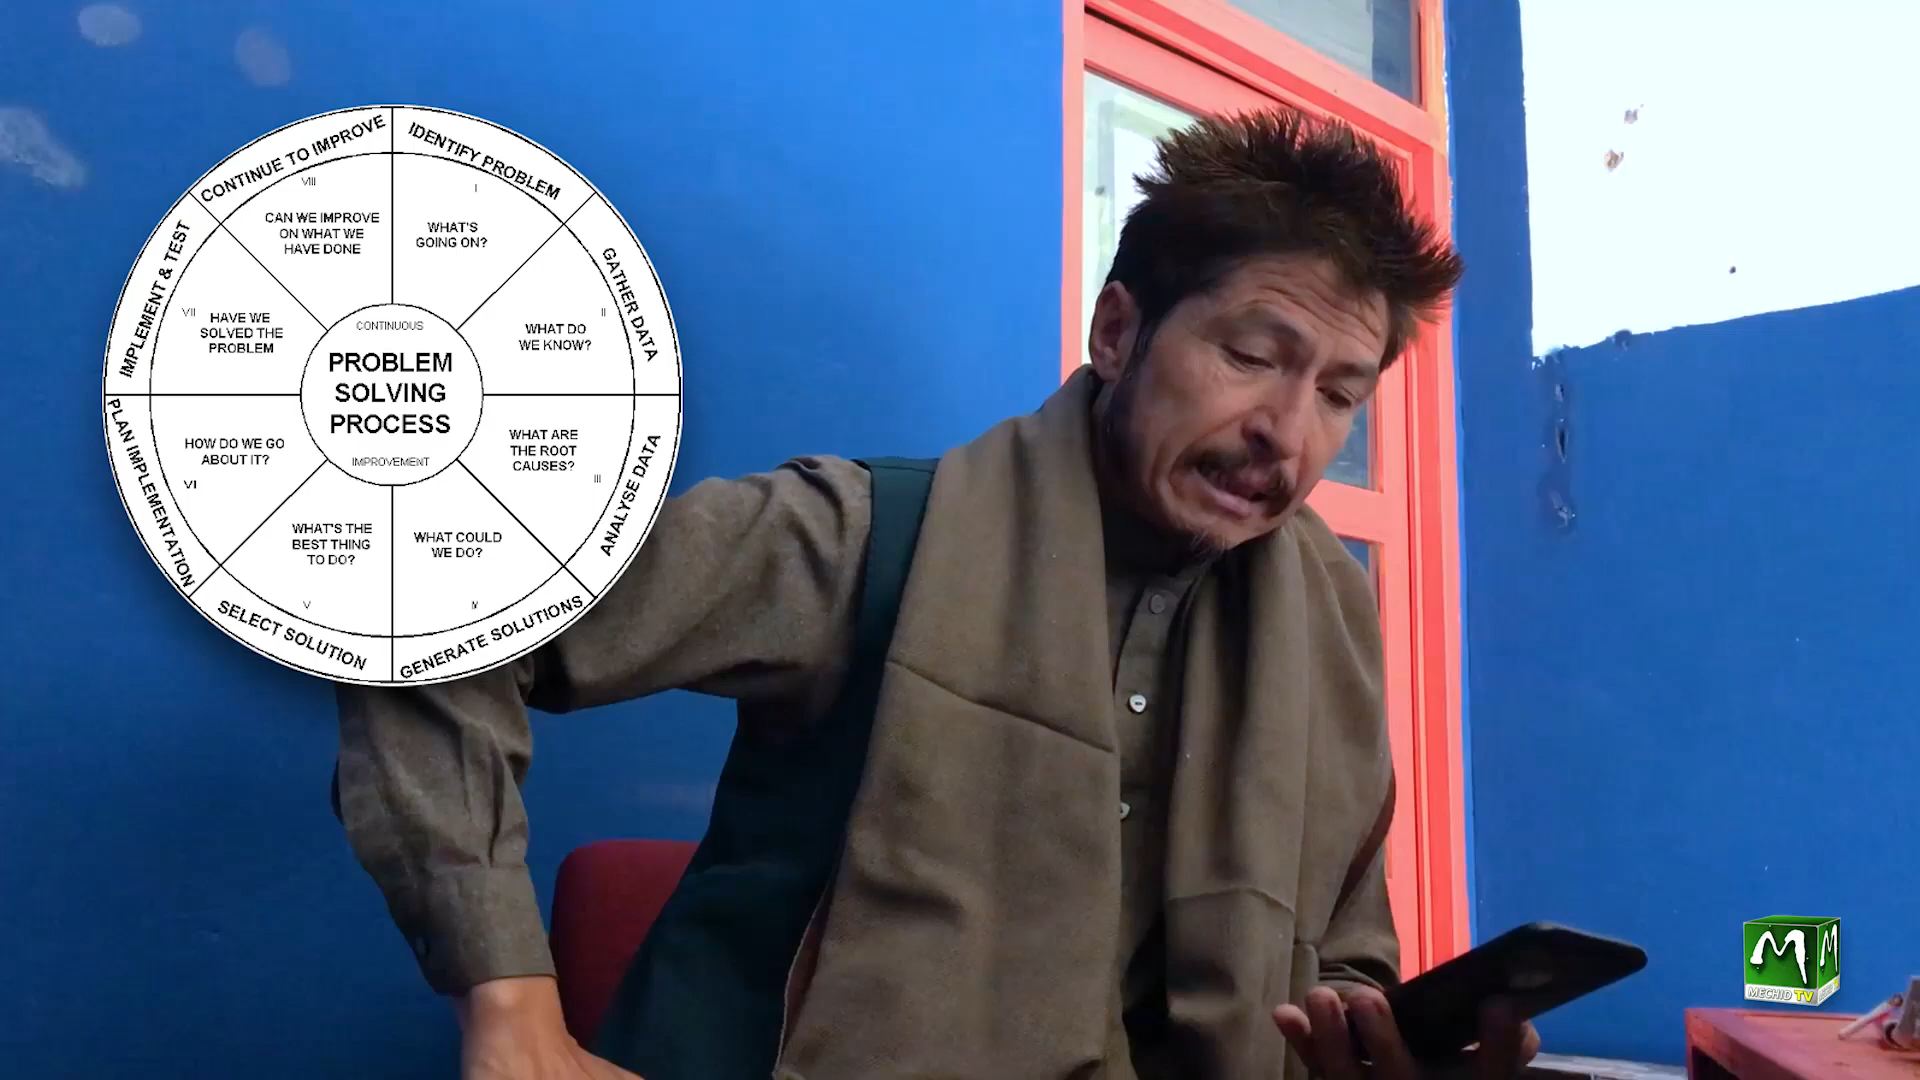 CONTINUE TO IMPROVE
IDENTIFY PROBLEM
GATHER DATA
ANALYSE DATA
GENERATE SOLUTIONS
SELECT SOLUTION
PLAN IMPLEMENTATION
IMPLEMENT & TEST
VIII
CAN WE IMPROVE
ON WHAT WE
HAVE DONE
I
WHAT'S
GOING ON?
II
WHAT DO
WE KNOW?
WHAT ARE
THE ROOT
CAUSES?
III
WHAT COULD
WE DO?
IV
WHAT'S THE
BEST THING
TO DO?
V
HOW DO WE GO
ABOUT IT?
VI
VII
HAVE WE
SOLVED THE
PROBLEM
CONTINUOUS
PROBLEM
SOLVING
PROCESS
IMPROVEMENT
M
M
MECHID TV
MECHID TV